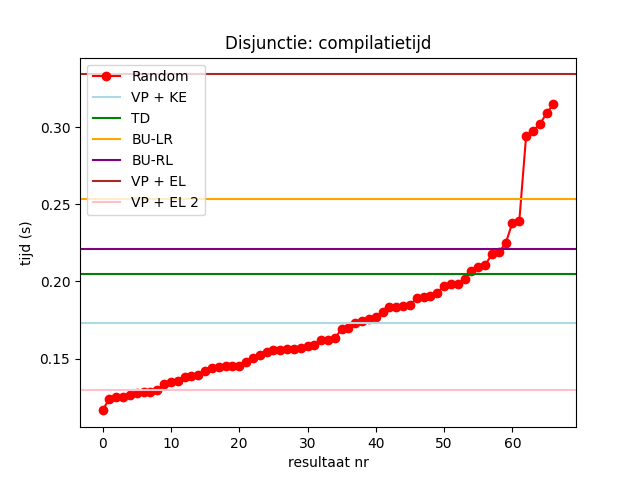 Disjunctie: compilatietijd
Random
VP + KE
TD
BU-LR
BU-RL
VP + EL
VP + EL 2
tijd (s)
0.30
0.25
0.20
0.15
0 10 20 30 40 50 60
resultaat nr